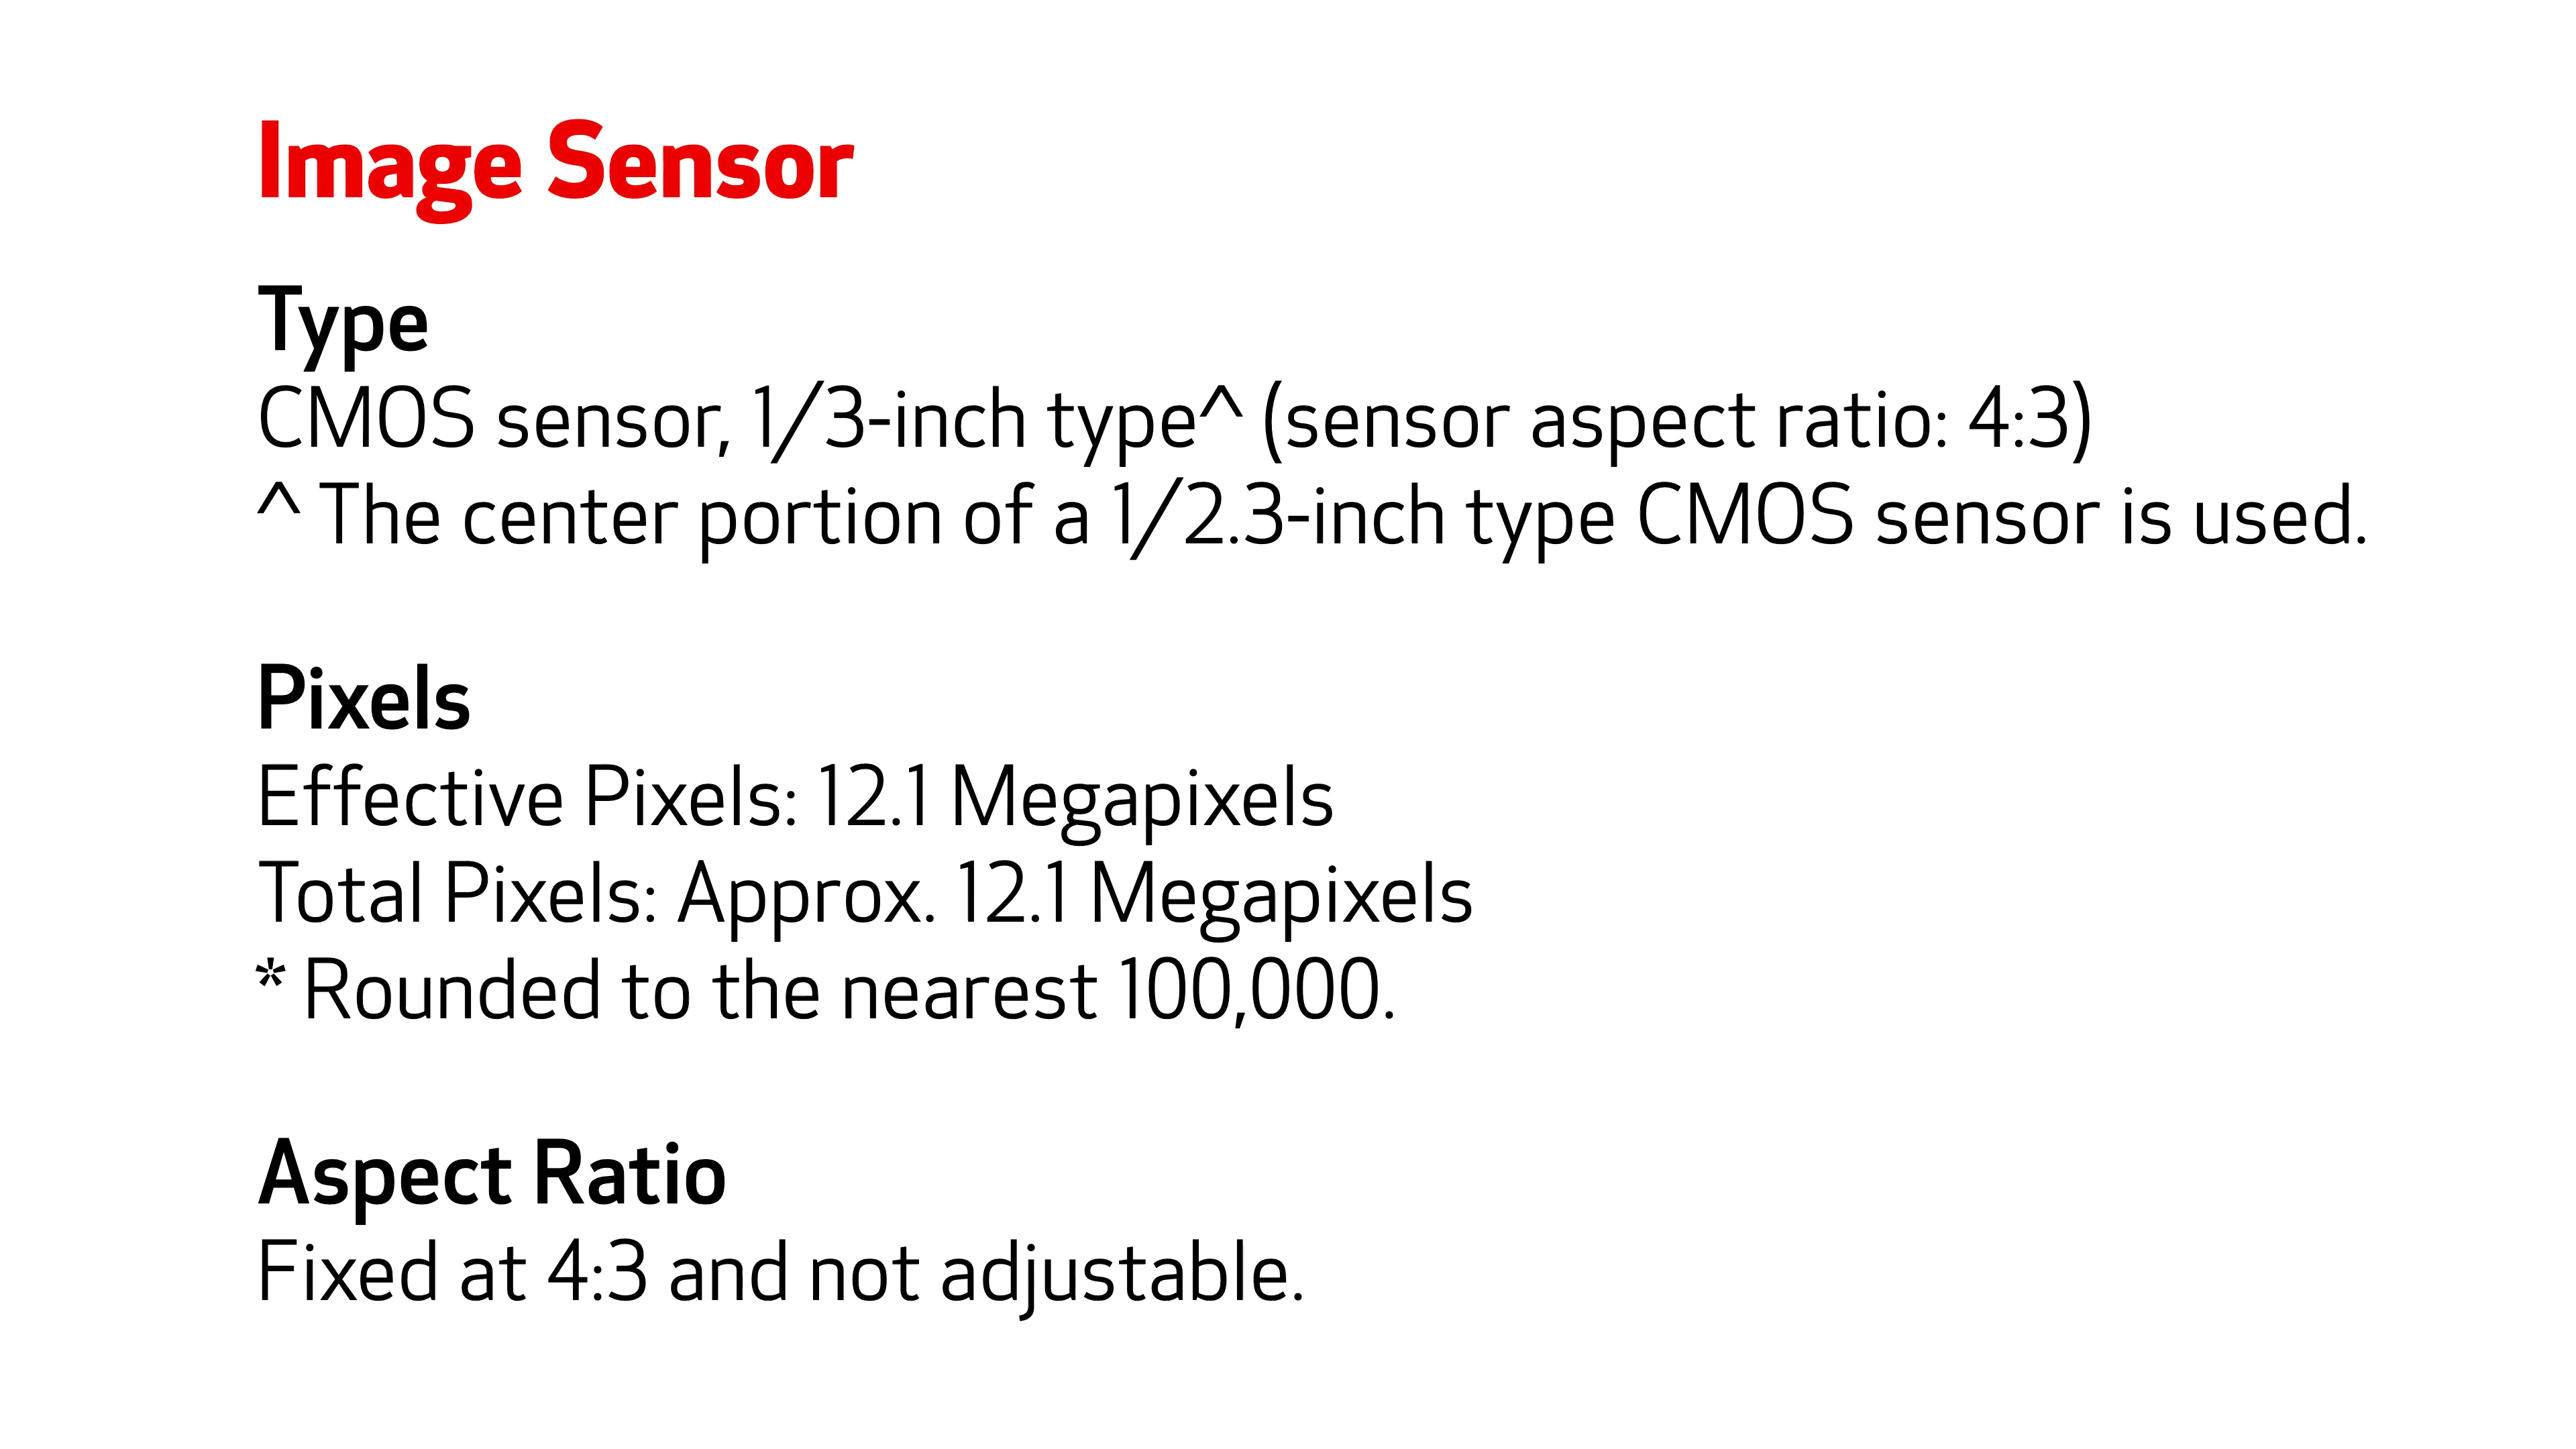 Image Sensor
Type
CMOS sensor, 1/3-inch type^ (sensor aspect ratio: 4:3)
^ The center portion of a 1/2.3-inch type CMOS sensor is used.
Pixels
Effective Pixels: 12.1 Megapixels
Total Pixels: Approx. 12.1 Megapixels
* Rounded to the nearest 100,000.
Aspect Ratio
Fixed at 4:3 and not adjustable.